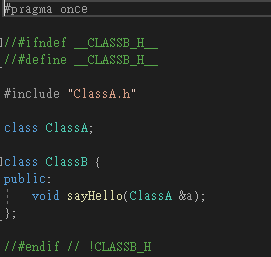 #pragma once
//#ifndef __CLASSB_H__
//#define __CLASSB_H__
#include "ClassA.h"
class ClassA;
class ClassB {
public:
    void sayHello(ClassA &a);
};
//#endif // !CLASSB_H